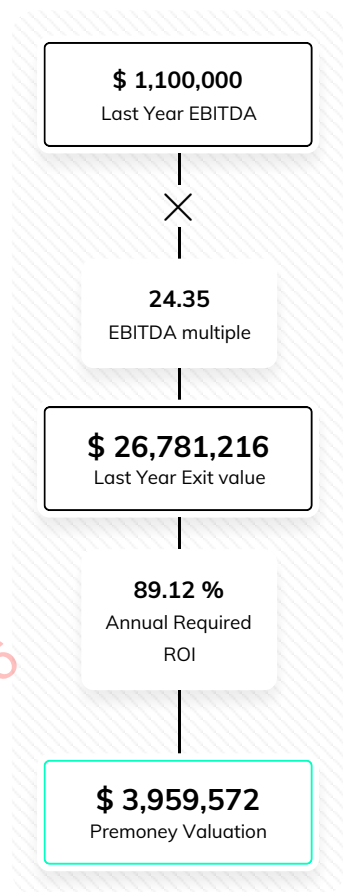 $ 1,100,000
Last Year EBITDA
24.35
EBITDA multiple
$ 26,781,216
Last Year Exit value
89.12 %
Annual Required
ROI
$ 3,959,572
Premoney Valuation